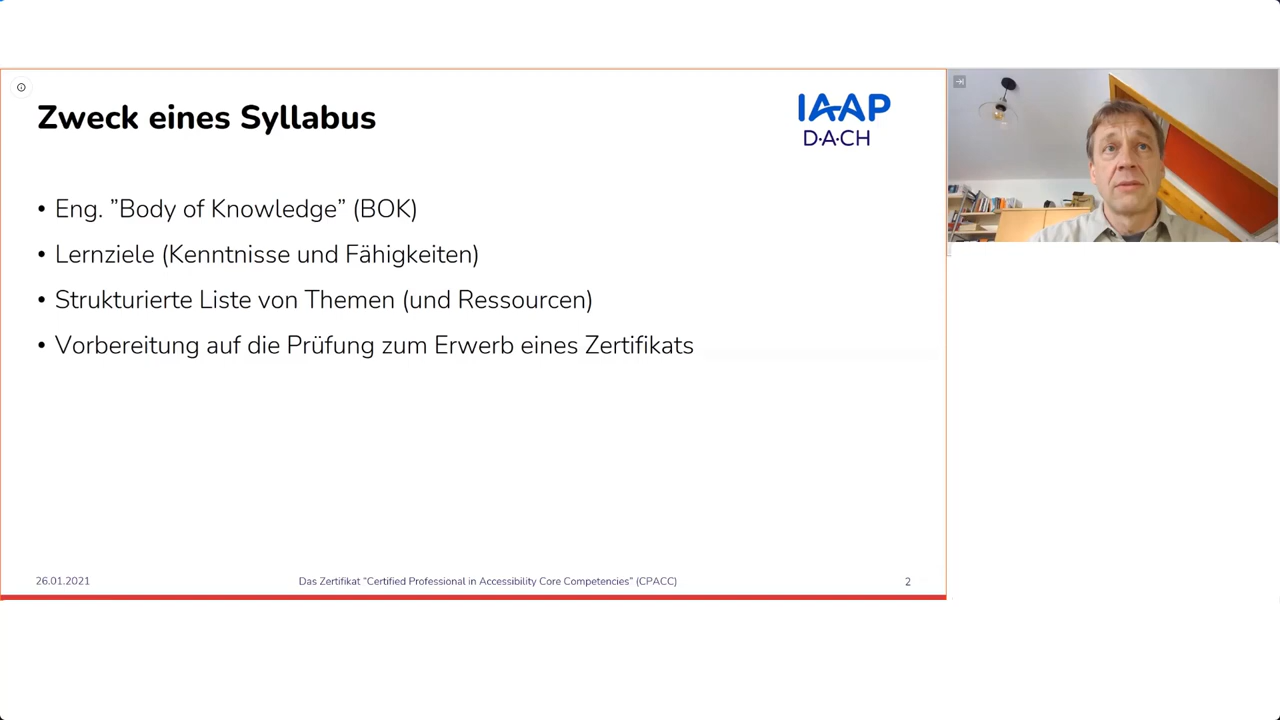 Zweck eines Syllabus
IAAP
D·A·CH
• Eng. ”Body of Knowledge” (BOK)
• Lernziele (Kenntnisse und Fähigkeiten)
• Strukturierte Liste von Themen (und Ressourcen)
• Vorbereitung auf die Prüfung zum Erwerb eines Zertifikats
26.01.2021
Das Zertifikat “Certified Professional in Accessibility Core Competencies” (CPACC)
2